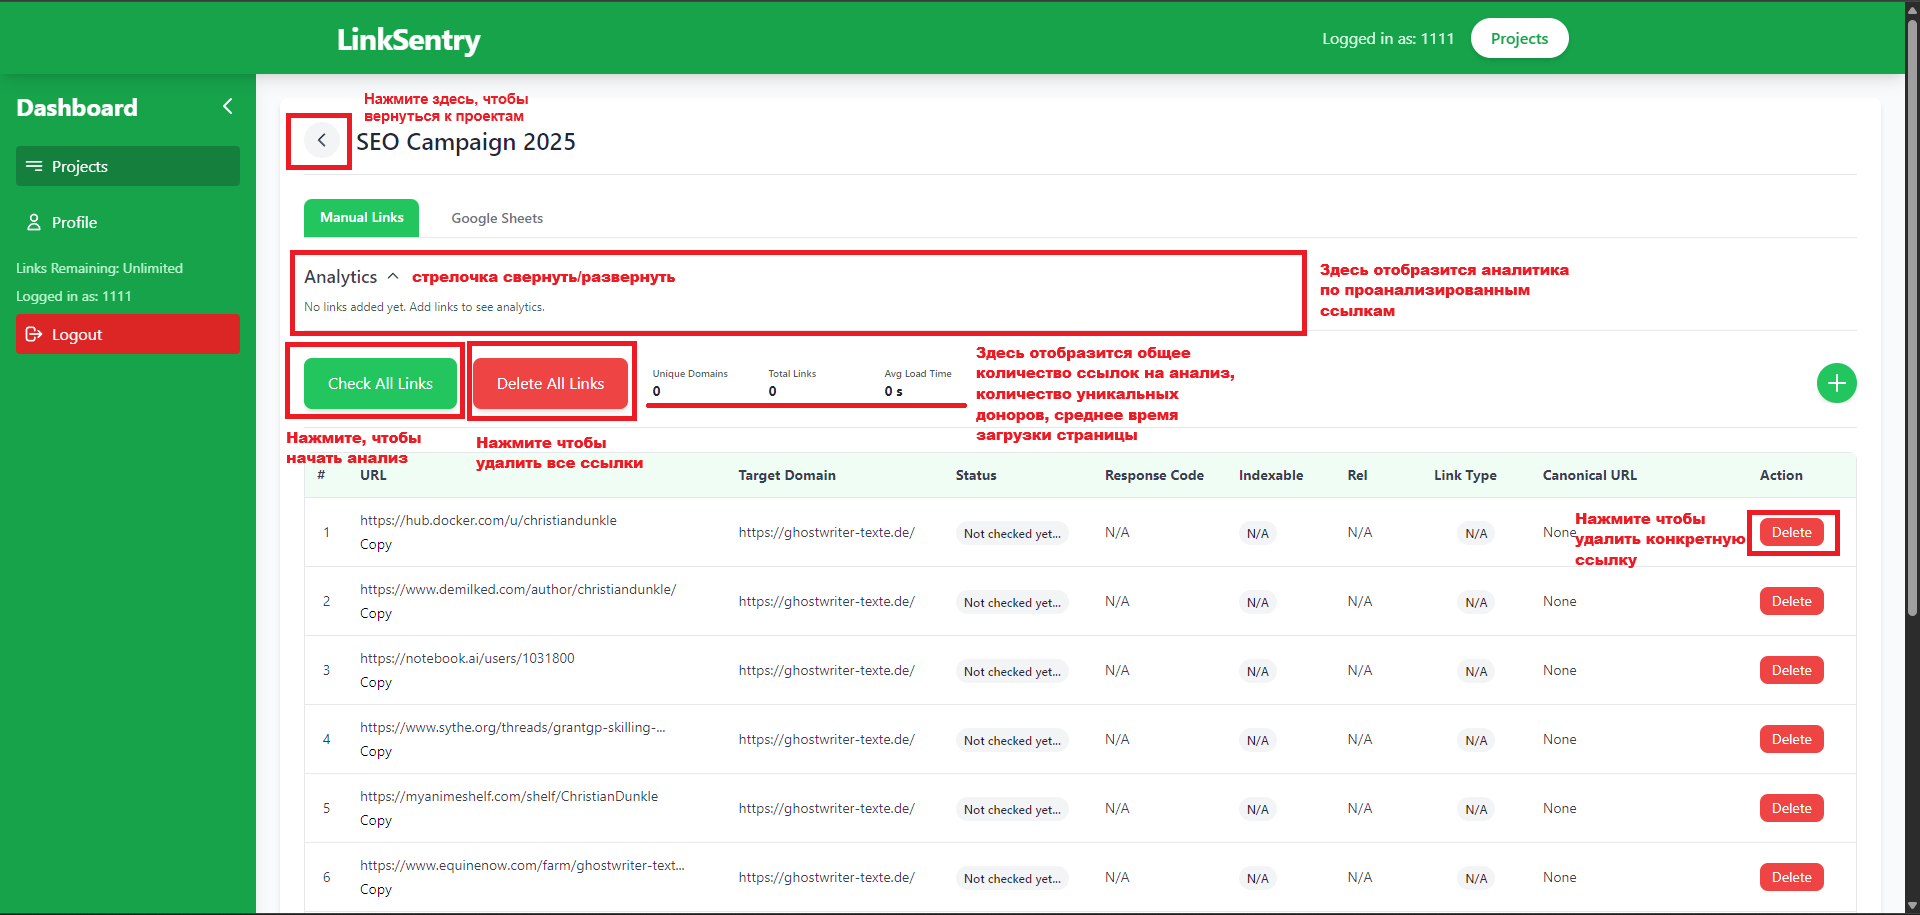 LinkSentry
Logged in as: 1111
Projects
Dashboard
Projects
Profile
Links Remaining: Unlimited
Logged in as: 1111
Logout
Нажмите здесь, чтобы
вернуться к проектам
SEO Campaign 2025
Manual Links
Google Sheets
Analytics
стрелочка свернуть/развернуть
No links added yet. Add links to see analytics.
Здесь отобразится аналитика
по проанализированным
ссылкам
Check All Links
Delete All Links
Unique Domains
0
Total Links
0
Avg Load Time
0 s
Здесь отобразится общее
количество ссылок на анализ,
количество уникальных
доноров, среднее время
загрузки страницы
Нажмите, чтобы
начать анализ
Нажмите чтобы
удалить все ссылки
# URL Target Domain Status Response Code Indexable Rel Link Type Canonical URL Action
1 https://hub.docker.com/u/christiandunkle https://ghostwriter-texte.de/ Not checked yet... N/A N/A N/A N/A None Delete
Copy
Нажмите чтобы
удалить конкретную
ссылку
2 https://www.demilked.com/author/christiandunkle/ https://ghostwriter-texte.de/ Not checked yet... N/A N/A N/A N/A None Delete
Copy
3 https://notebook.ai/users/1031800 https://ghostwriter-texte.de/ Not checked yet... N/A N/A N/A N/A None Delete
Copy
4 https://www.sythe.org/threads/grantgp-skilling-... https://ghostwriter-texte.de/ Not checked yet... N/A N/A N/A N/A None Delete
Copy
5 https://myanimeshelf.com/shelf/ChristianDunkle https://ghostwriter-texte.de/ Not checked yet... N/A N/A N/A N/A None Delete
Copy
6 https://www.equinenow.com/farm/ghostwriter-text... https://ghostwriter-texte.de/ Not checked yet... N/A N/A N/A N/A None Delete
Copy